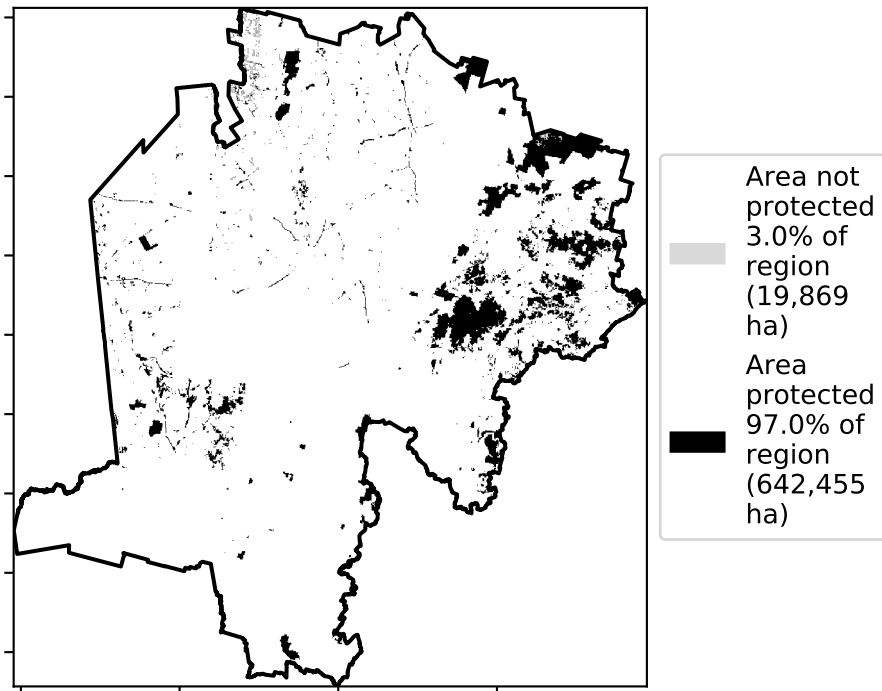 Area not
protected
3.0% of
region
(19,869
ha)
Area
protected
97.0% of
region
(642,455
ha)